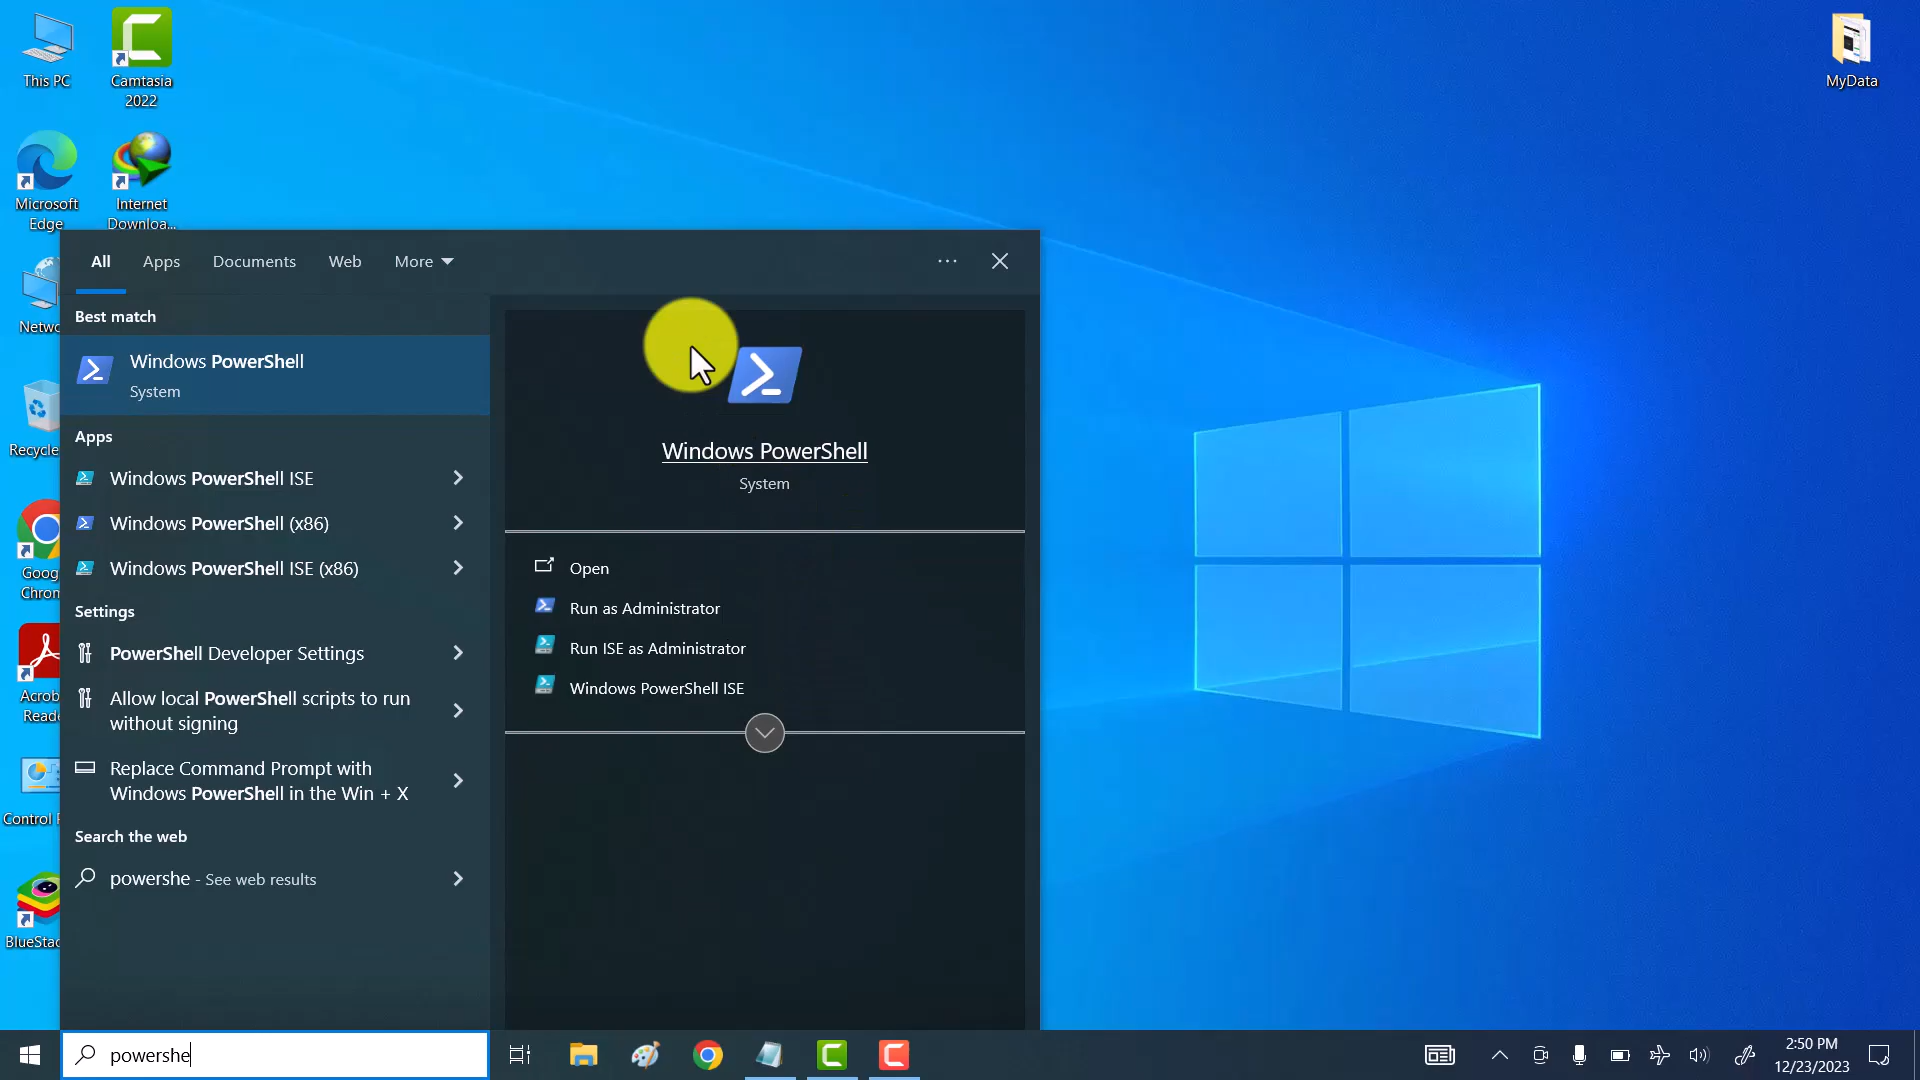 This PC
Camtasia
2022
MyData
Microsoft
Edge
Internet
Downloa...
All
Apps
Documents
Web
More
Netwo
Best match
Windows PowerShell
System
Recycle
Apps
Windows PowerShell ISE
Windows PowerShell (x86)
Windows PowerShell ISE (x86)
Goog
Chrom
Settings
PowerShell Developer Settings
Allow local PowerShell scripts to run
without signing
Acrob
Reade
Replace Command Prompt with
Windows PowerShell in the Win + X
Control P
Search the web
powershe - See web results
BlueStac
Windows PowerShell
System
Open
Run as Administrator
Run ISE as Administrator
Windows PowerShell ISE
powershe
2:50 PM
12/23/2023